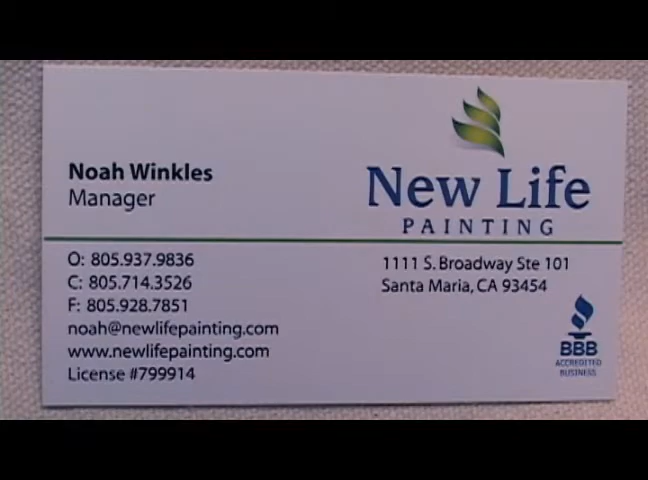 Noah Winkles
Manager
New Life
PAINTING
O: 805.937.9836
C: 805.714.3526
F: 805.928.7851
noah@newlifepainting.com
www.newlifepainting.com
License #799914
1111 S. Broadway Ste 101
Santa Maria, CA 93454
BBB
ACCREDITED
BUSINESS